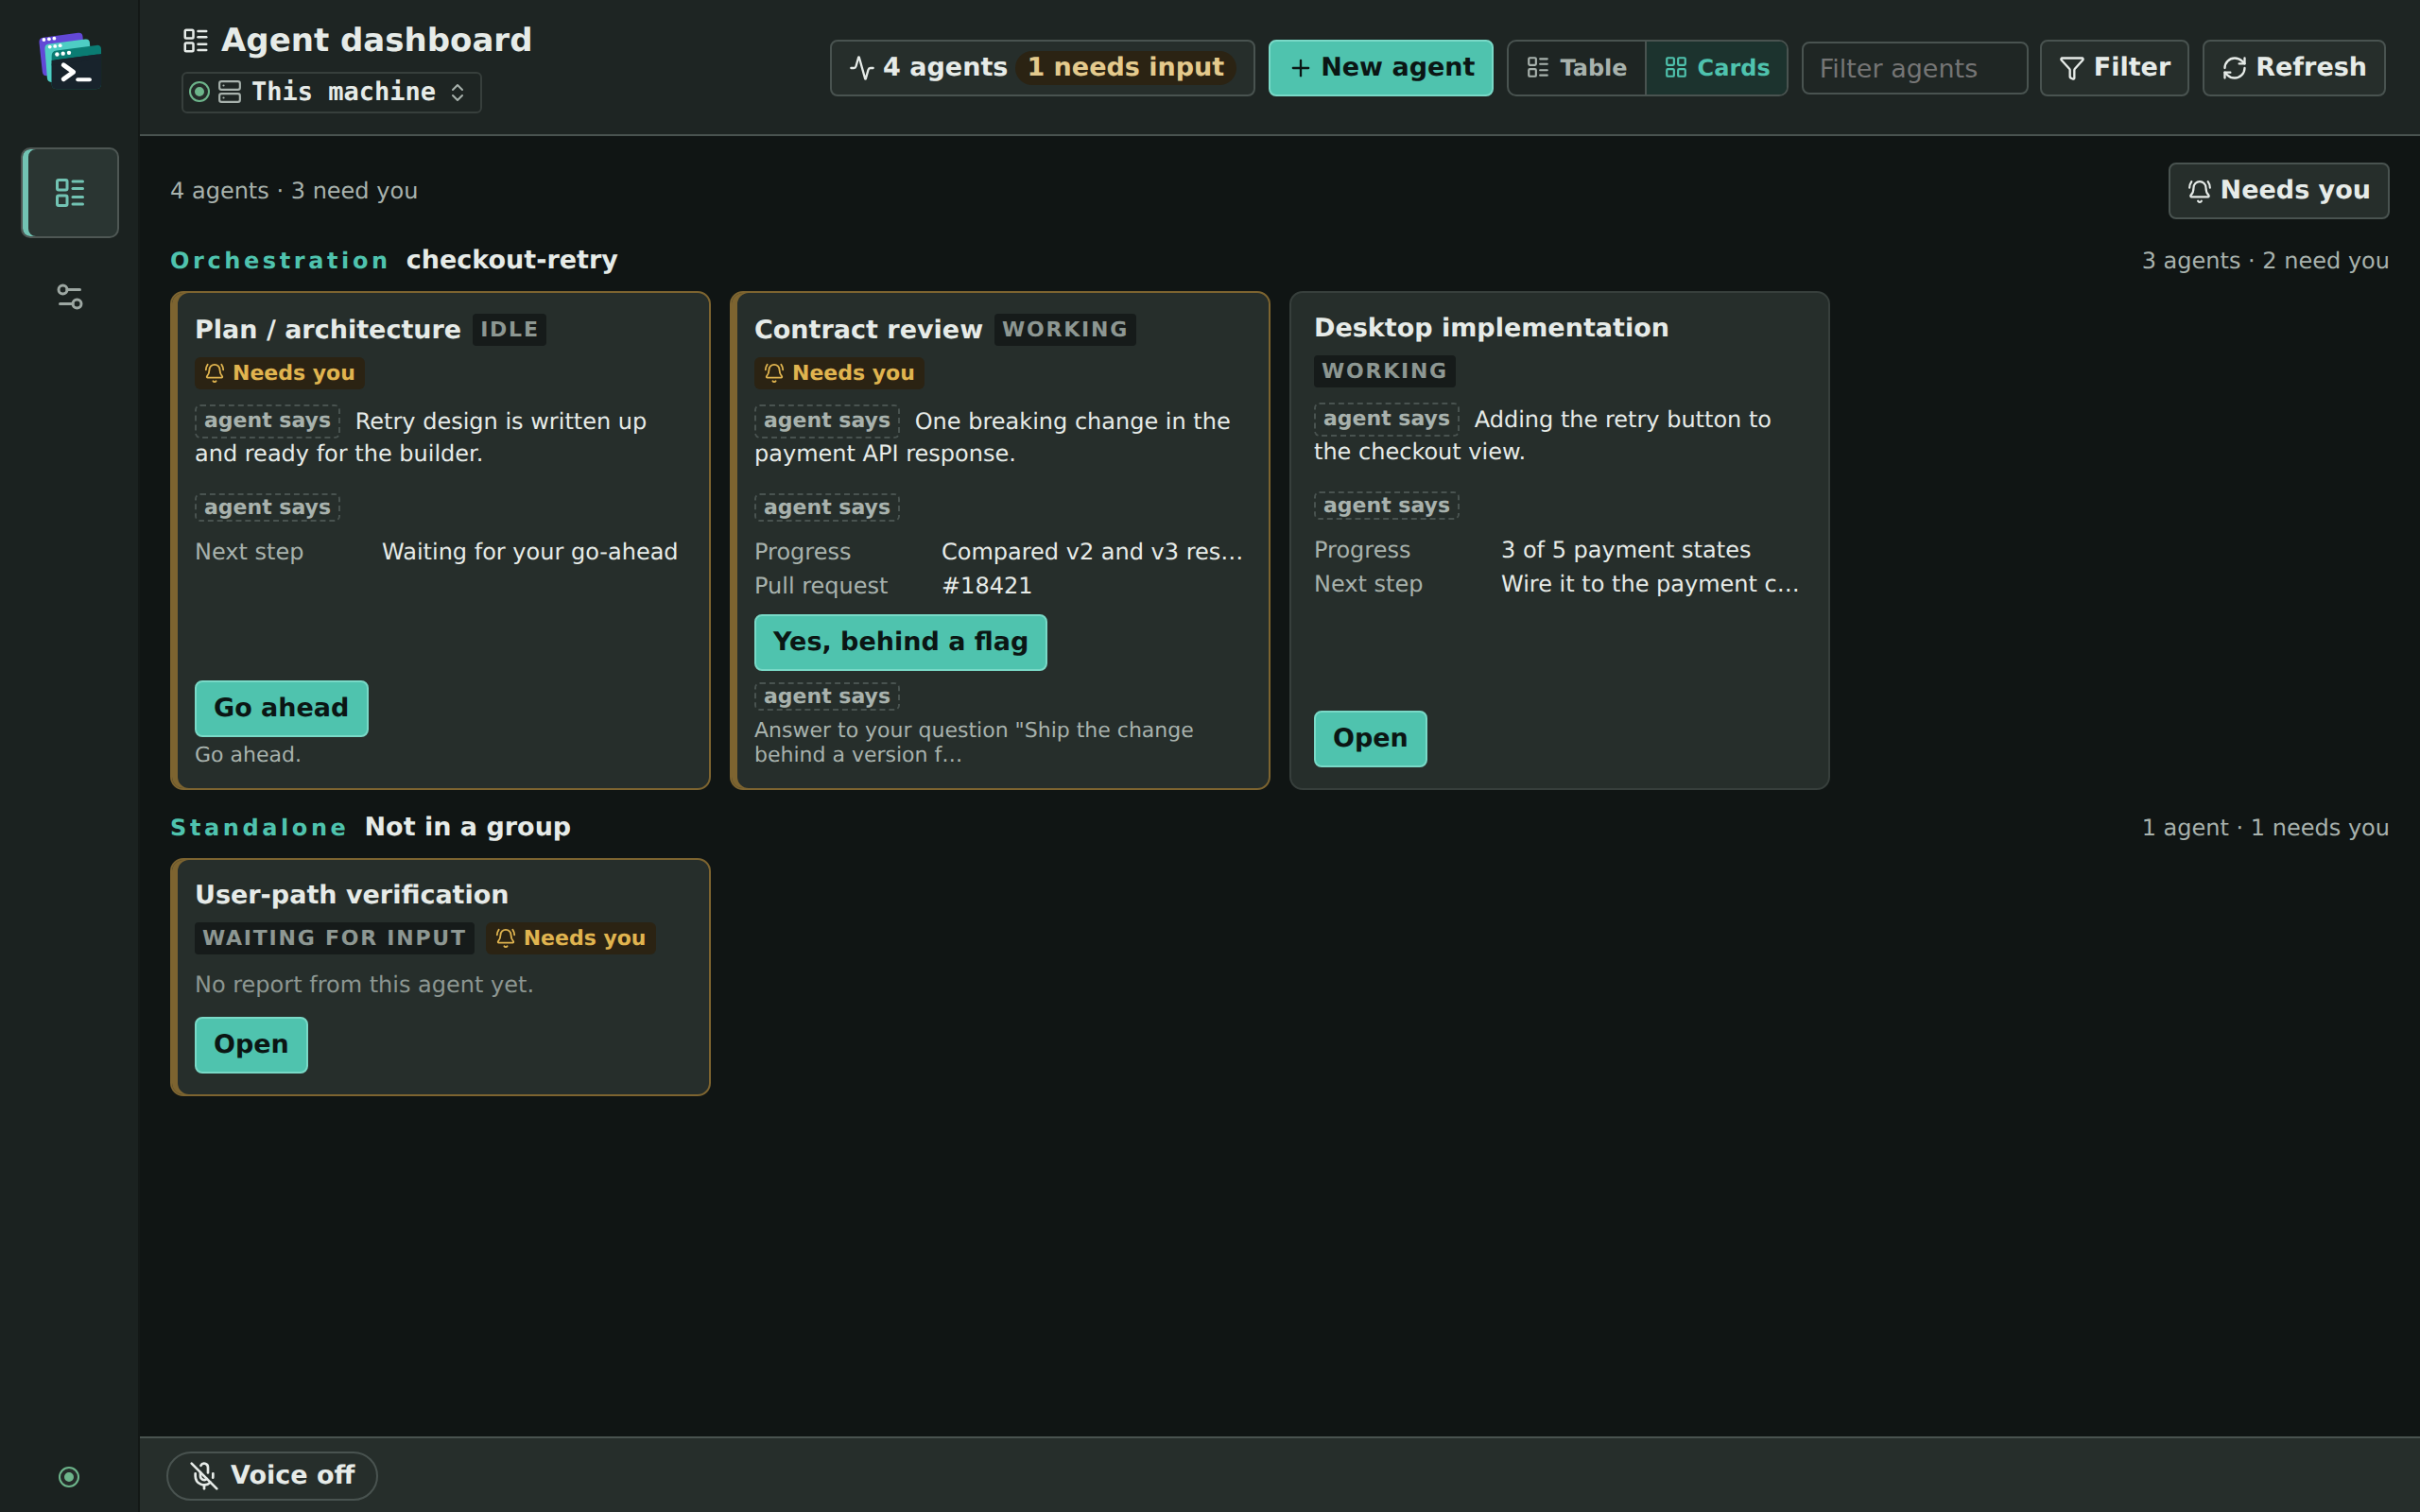 Agent dashboard
This machine
4 agents 1 needs input
New agent
Table
Cards
Filter agents
Filter
Refresh
4 agents · 3 need you
Needs you
Orchestration checkout-retry
3 agents · 2 need you
Plan / architecture IDLE
Needs you
agent says Retry design is written up
and ready for the builder.
agent says
Next step Waiting for your go-ahead
Go ahead
Go ahead.
Contract review WORKING
Needs you
agent says One breaking change in the
payment API response.
agent says
Progress Compared v2 and v3 res…
Pull request #18421
Yes, behind a flag
agent says
Answer to your question "Ship the change
behind a version f…
Desktop implementation
WORKING
agent says Adding the retry button to
the checkout view.
agent says
Progress 3 of 5 payment states
Next step Wire it to the payment c…
Open
Standalone Not in a group
1 agent · 1 needs you
User-path verification
WAITING FOR INPUT Needs you
No report from this agent yet.
Open
Voice off